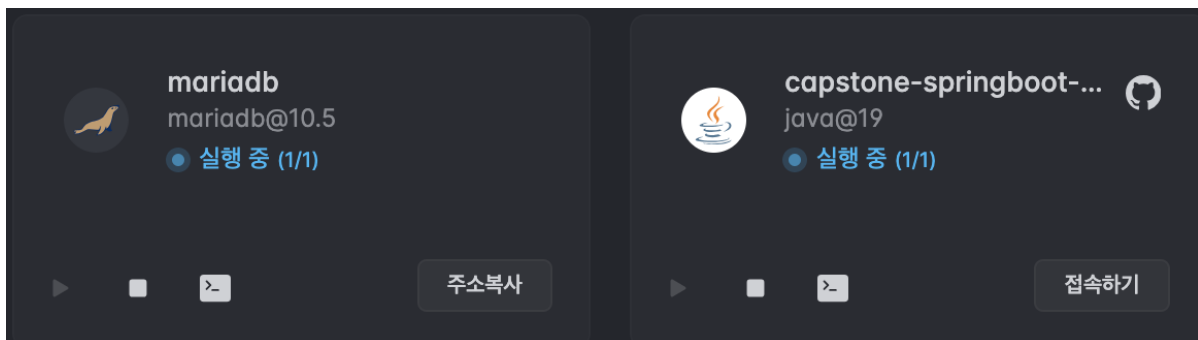 mariadb
mariadb@10.5
실행 중 (1/1)
주소복사
capstone-springboot-...
java@19
실행 중 (1/1)
접속하기